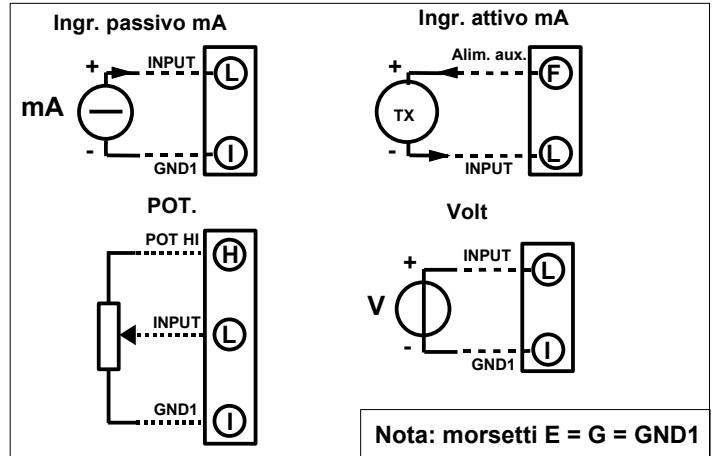 Ingr. passivo mA
+
INPUT
L
mA
-
GND1
I
Ingr. attivo mA
Alim. aux.
+
F
TX
-
INPUT
L
POT.
POT HI
H
INPUT
L
GND1
I
Volt
INPUT
+
L
V
-
GND1
I
Nota: morsetti E = G = GND1